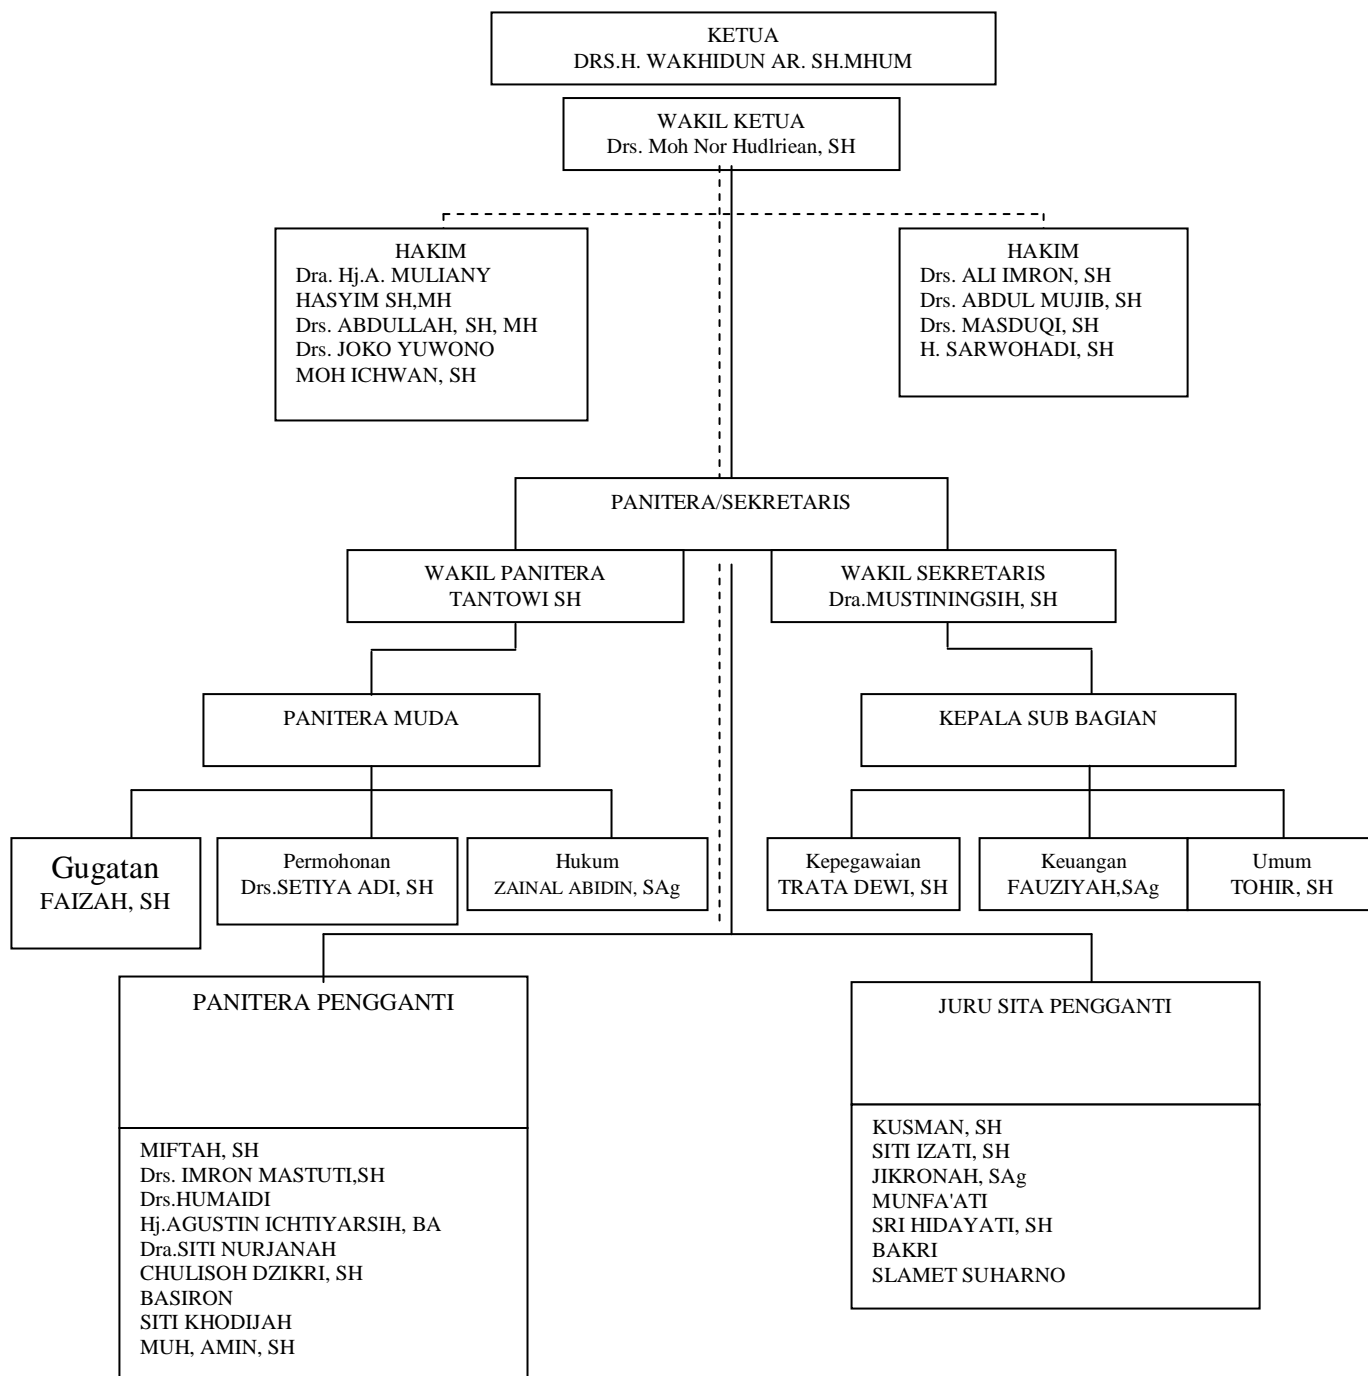 KETUA
DRS.H. WAKHIDUN AR. SH.MHUM
WAKIL KETUA
Drs. Moh Nor Hudlriean, SH
HAKIM
Dra. Hj.A. MULIANY
HASYIM SH,MH
Drs. ABDULLAH, SH, MH
Drs. JOKO YUWONO
MOH ICHWAN, SH
HAKIM
Drs. ALI IMRON, SH
Drs. ABDUL MUJIB, SH
Drs. MASDUQI, SH
H. SARWOHADI, SH
PANITERA/SEKRETARIS
WAKIL PANITERA
TANTOWI SH
WAKIL SEKRETARIS
Dra.MUSTININGSIH, SH
PANITERA MUDA
KEPALA SUB BAGIAN
Gugatan
FAIZAH, SH
Permohonan
Drs.SETIYA ADI, SH
Hukum
ZAINAL ABIDIN, SAg
Kepegawaian
TRATA DEWI, SH
Keuangan
FAUZIYAH,SAg
Umum
TOHIR, SH
PANITERA PENGGANTI
MIFTAH, SH
Drs. IMRON MASTUTI,SH
Drs.HUMAIDI
Hj.AGUSTIN ICHTIYARSIH, BA
Dra.SITI NURJANAH
CHULISOH DZIKRI, SH
BASIRON
SITI KHODIJAH
MUH, AMIN, SH
JURU SITA PENGGANTI
KUSMAN, SH
SITI IZATI, SH
JIKRONAH, SAg
MUNFA'ATI
SRI HIDAYATI, SH
BAKRI
SLAMET SUHARNO